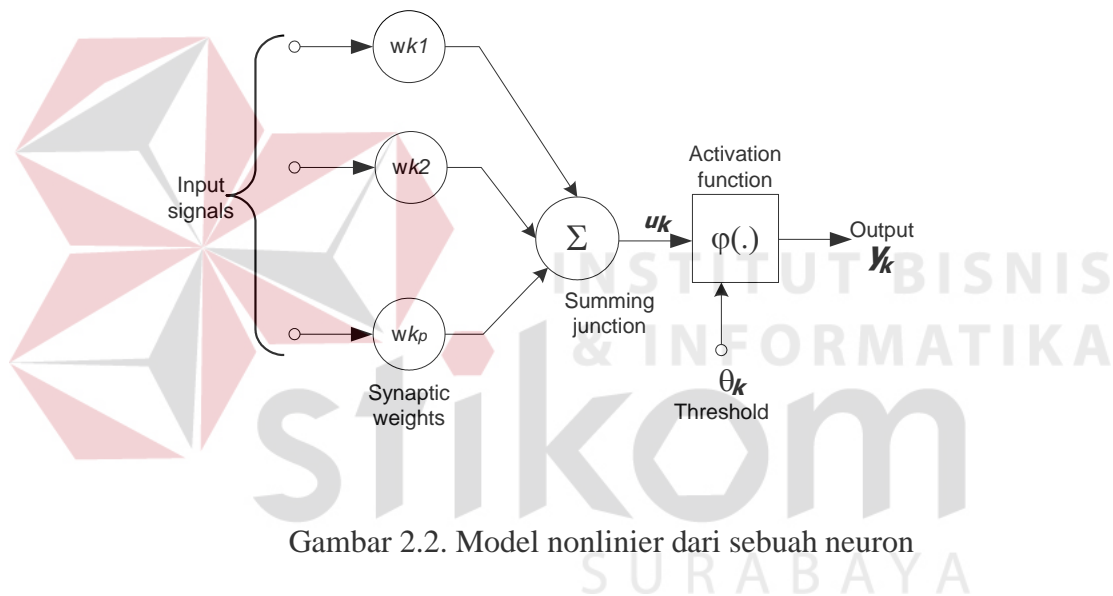 wk1
Input
signals
wk2
wkp
Synaptic
weights
Σ
Summing
junction
uk
Activation
function
φ(.)
Output
yk
θk
Threshold
INSTITUT BISNIS
& INFORMATIKA
stikom
SURABAYA
Gambar 2.2. Model nonlinier dari sebuah neuron